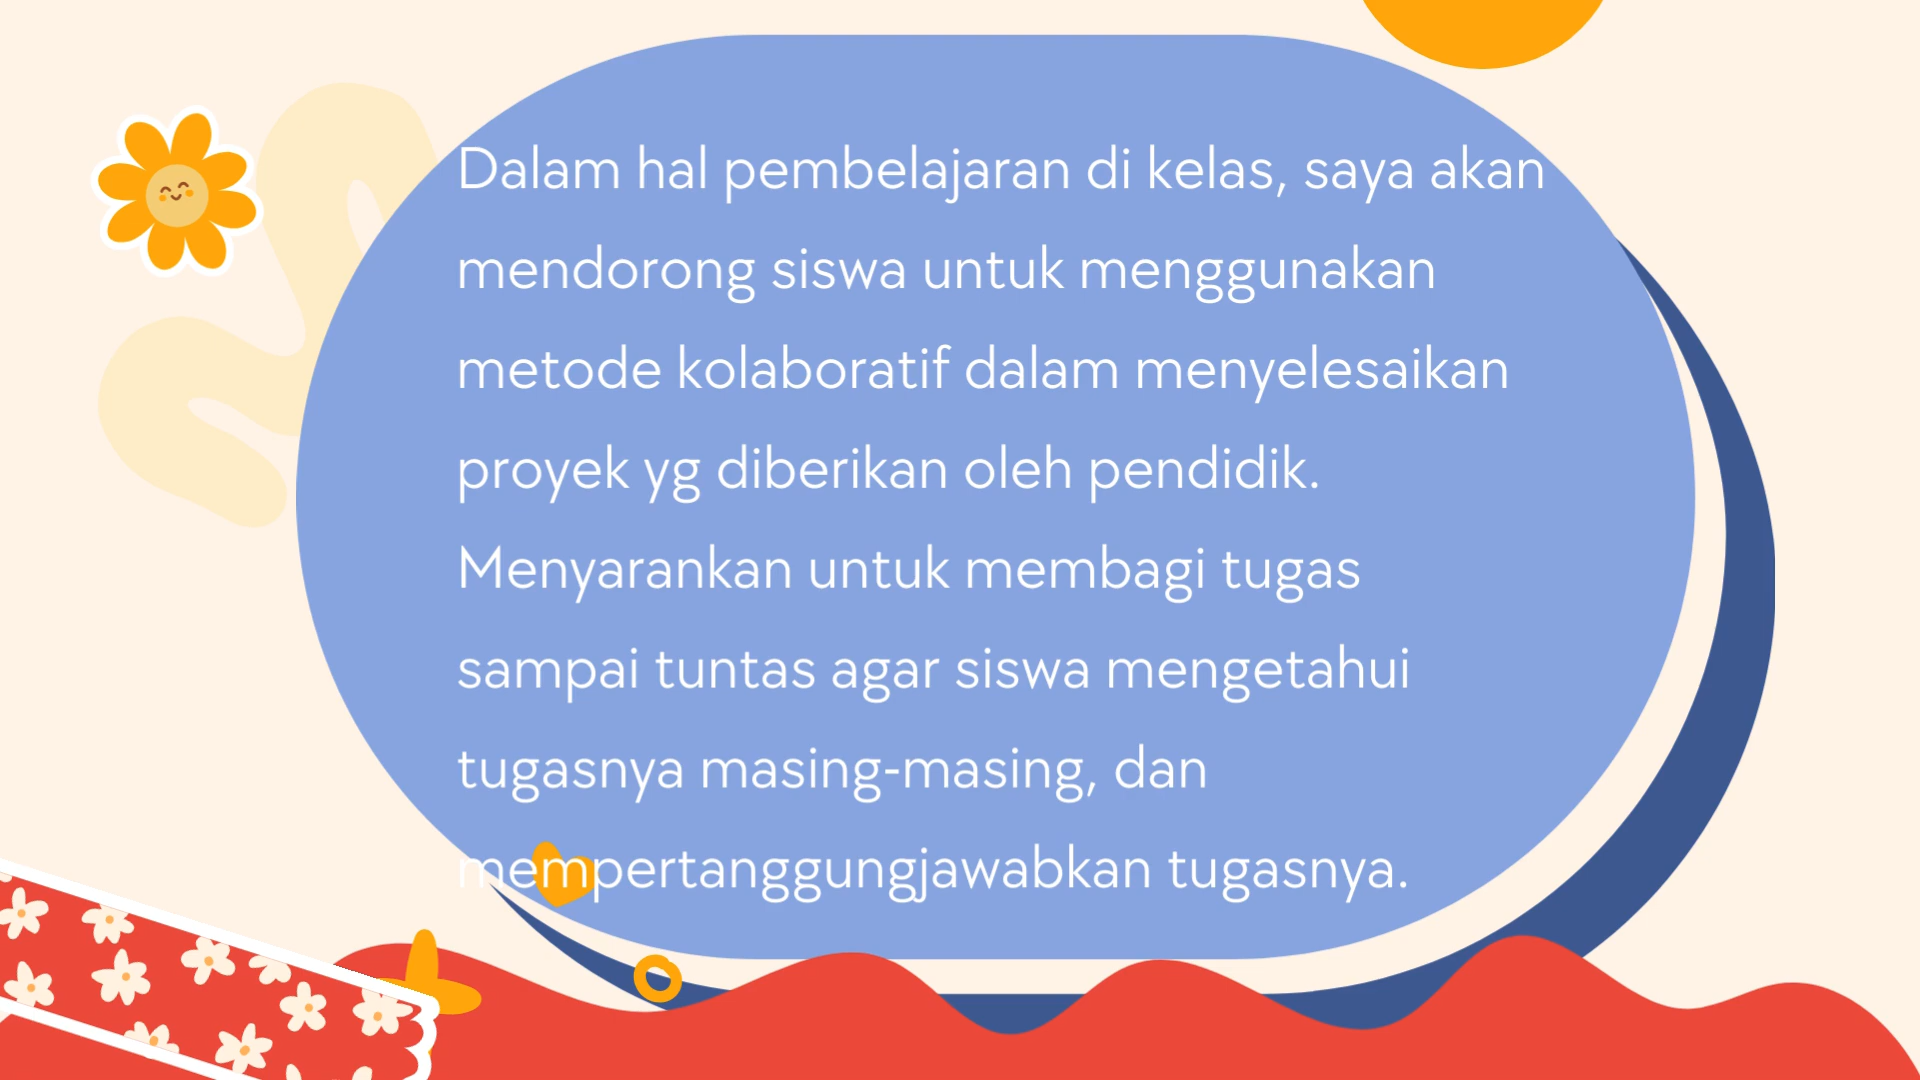 Dalam hal pembelajaran di kelas, saya akan
mendorong siswa untuk menggunakan
metode kolaboratif dalam menyelesaikan
proyek yg diberikan oleh pendidik.
Menyarankan untuk membagi tugas
sampai tuntas agar siswa mengetahui
tugasnya masing-masing, dan
mempertanggungjawabkan tugasnya.